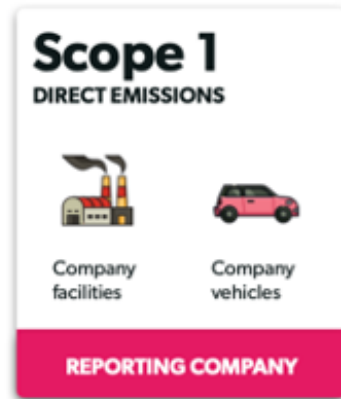 Scope 1
DIRECT EMISSIONS
Company
facilities
Company
vehicles
REPORTING COMPANY